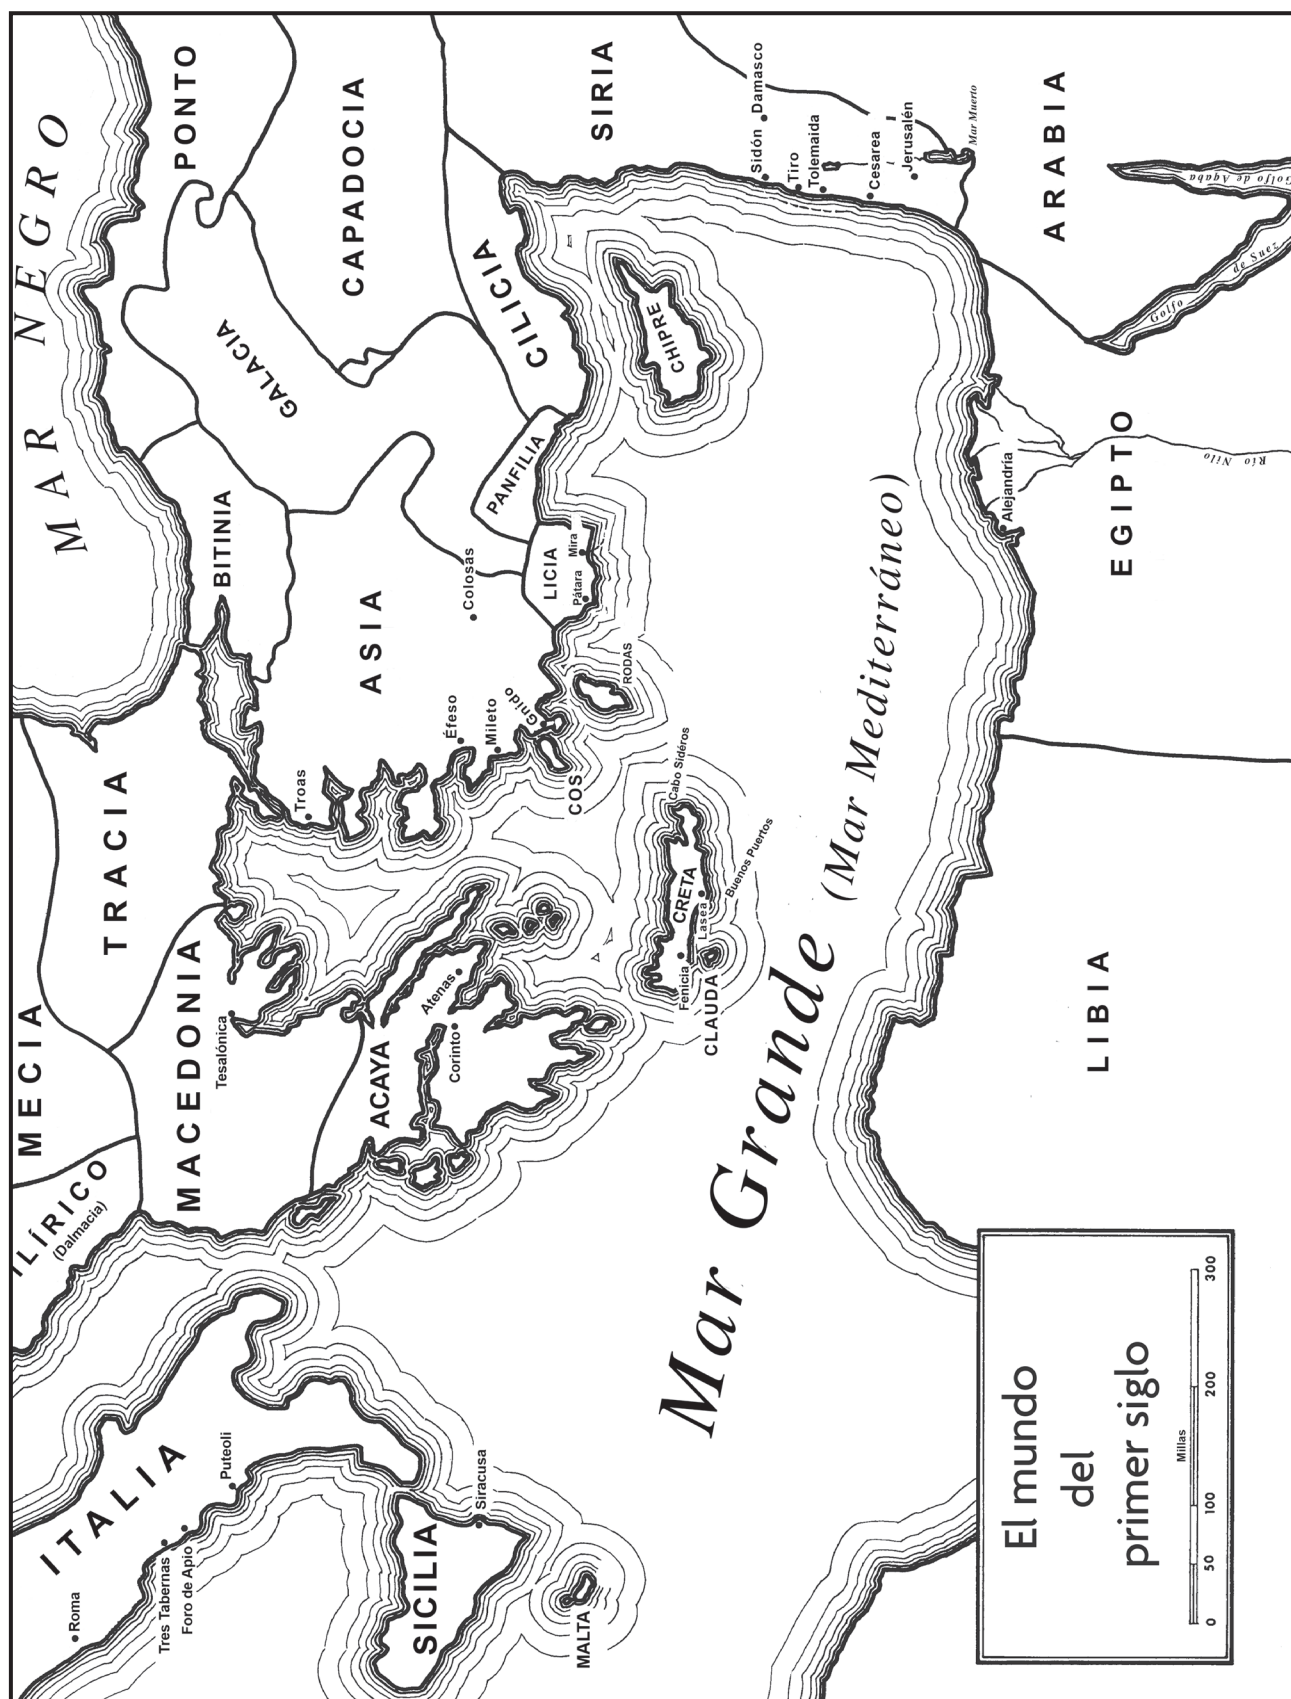 MAR NEGRO
PONTO
CAPADOCIA
SIRIA
Damasco
Sidón
Tiro
Tolemaida
Cesarea
Jerusalén
Mar Muerto
ARABIA
Golfo de Aqaba
Golfo de Suez
CILICIA
CHIPRE
GALACIA
PANFILIA
BITINIA
ASIA
Colosas
LICIA
Mira
Pátara
RODAS
Alejandría
EGIPTO
Río Nilo
Éfeso
Mileto
Gnido
COS
Troas
TRACIA
MACEDONIA
Tesalónica
MECIA
ILÍRICO
(Dalmacia)
ACAYA
Atenas
Corinto
Cabo Sidéros
CRETA
Lasea
Buenos Puertos
Fenicia
CLAUDA
Mar Grande (Mar Mediterráneo)
LIBIA
ITALIA
Roma
Tres Tabernas
Foro de Apio
Puteoli
SICILIA
Siracusa
MALTA
El mundo
del
primer siglo
Millas
0 50 100 200 300